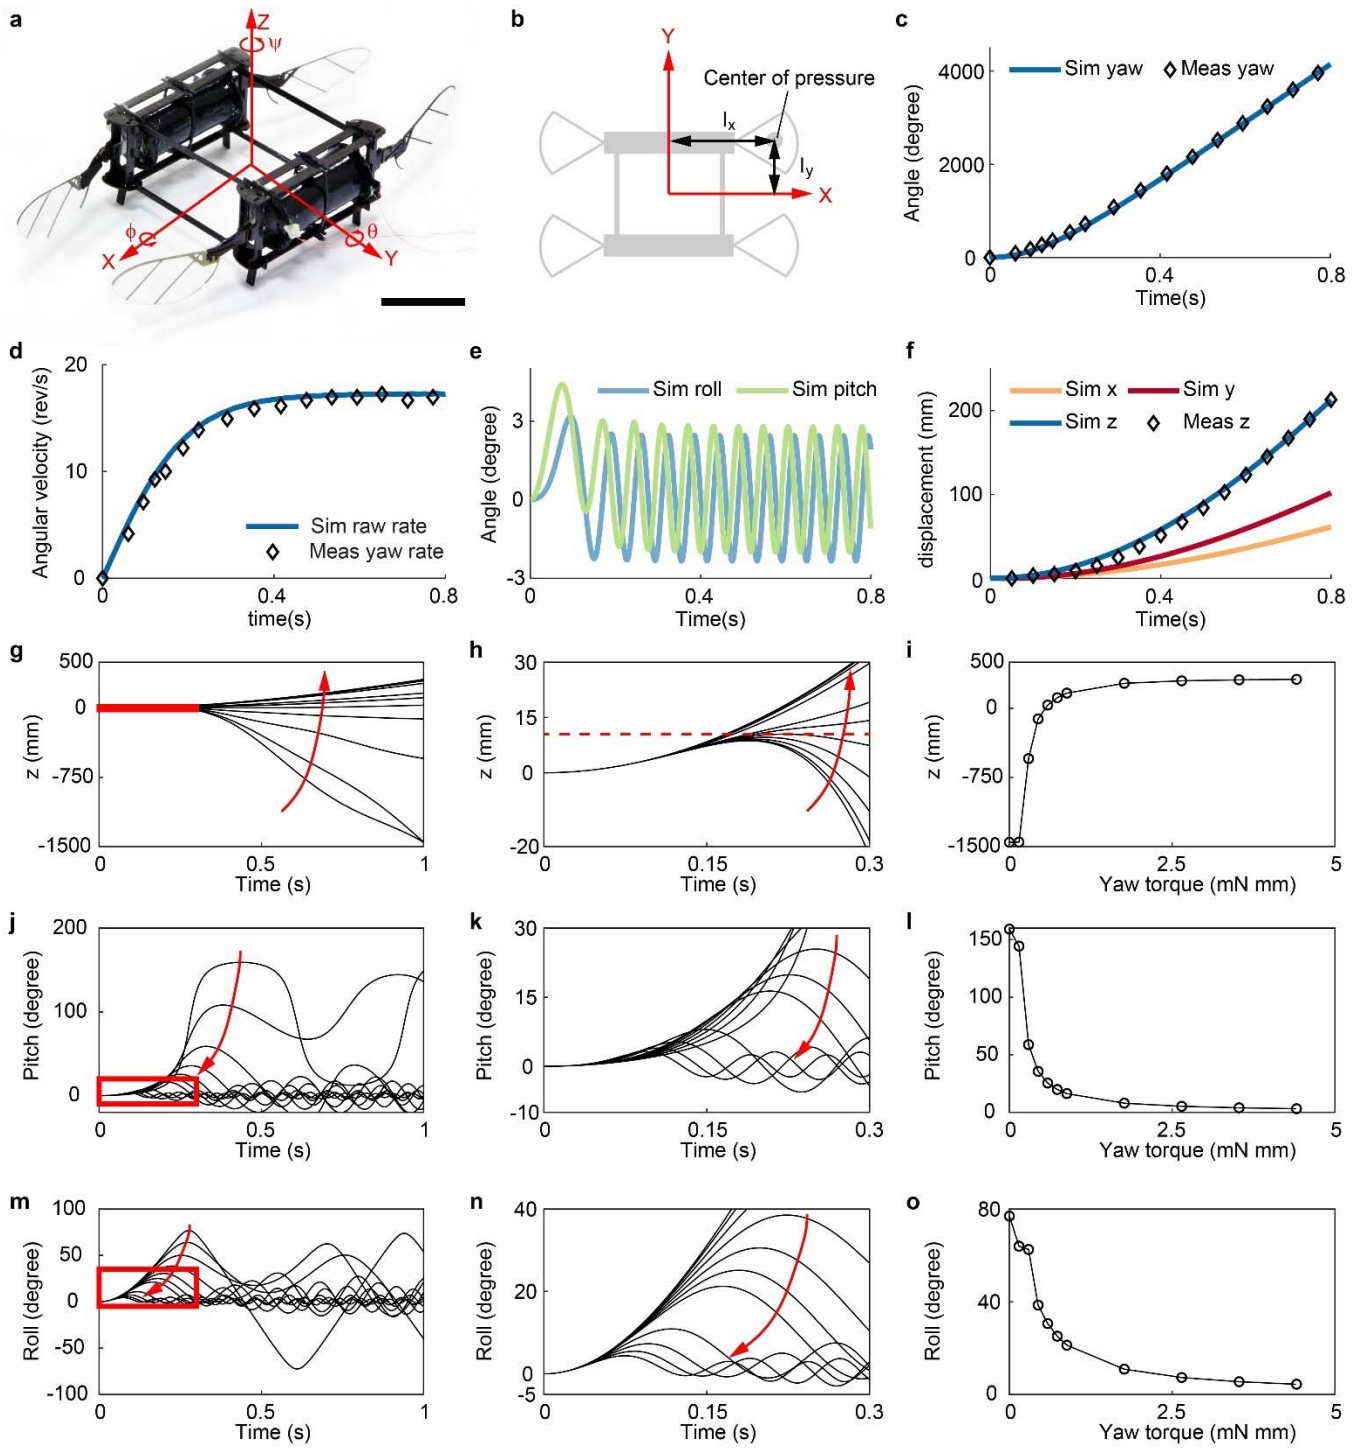 a
Z
ψ
ϕ
X
θ
Y
b
Y
Center of pressure
lx
ly
X
c
Sim yaw
Meas yaw
Angle (degree)
4000
2000
0
0
0.4
0.8
Time(s)
d
Angular velocity (rev/s)
20
10
0
Sim raw rate
Meas yaw rate
0
0.4
0.8
time(s)
e
Sim roll
Sim pitch
Angle (degree)
3
0
-3
0
0.4
0.8
Time(s)
f
Sim x
Sim y
Sim z
Meas z
displacement (mm)
200
100
0
0
0.4
0.8
Time(s)
g
z (mm)
500
0
-750
-1500
0
0.5
1
Time (s)
h
z (mm)
30
15
0
-20
0
0.15
0.3
Time (s)
i
z (mm)
500
0
-750
-1500
0
2.5
5
Yaw torque (mN mm)
j
Pitch (degree)
200
100
0
0
0.5
1
Time (s)
k
Pitch (degree)
30
15
0
-10
0
0.15
0.3
Time (s)
l
Pitch (degree)
150
100
50
0
0
2.5
5
Yaw torque (mN mm)
m
Roll (degree)
100
50
0
-50
-100
0
0.5
1
Time (s)
n
Roll (degree)
40
20
0
-5
0
0.15
0.3
Time (s)
o
Roll (degree)
80
40
0
0
2.5
5
Yaw torque (mN mm)